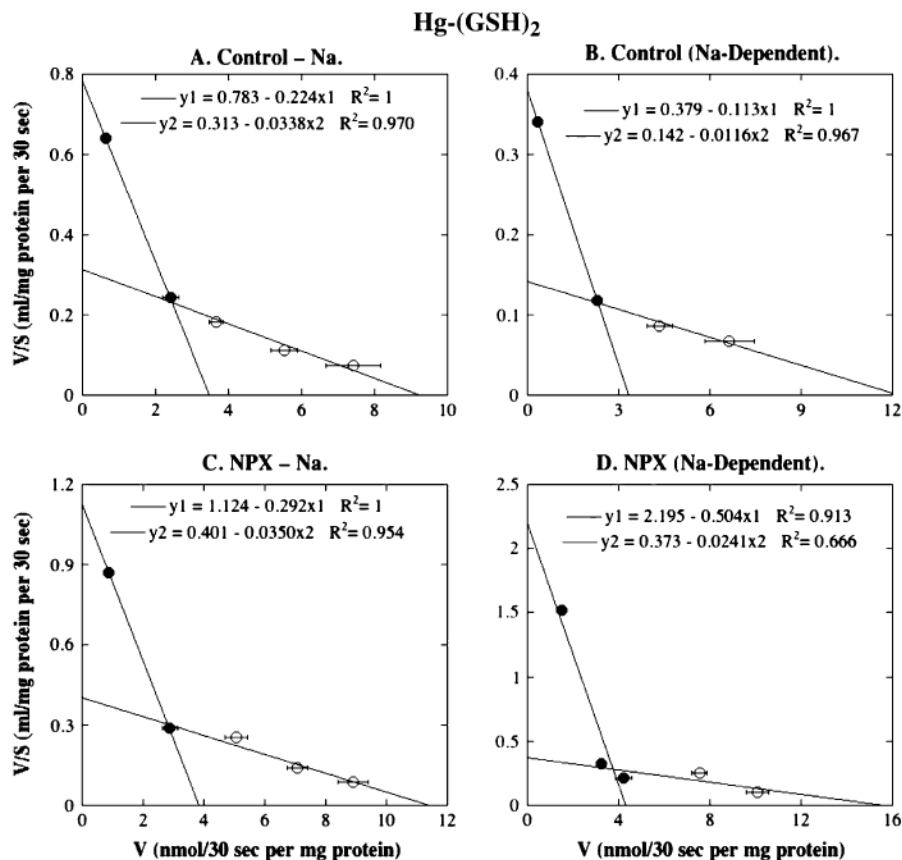 Hg-(GSH)2
A. Control – Na.
y1 = 0.783 - 0.224x1 R2= 1
y2 = 0.313 - 0.0338x2 R2= 0.970
V/S (ml/mg protein per 30 sec)
0.8
0.6
0.4
0.2
0
0 2 4 6 8 10
B. Control (Na-Dependent).
y1 = 0.379 - 0.113x1 R2= 1
y2 = 0.142 - 0.0116x2 R2= 0.967
0.4
0.3
0.2
0.1
0
0 3 6 9 12
C. NPX – Na.
y1 = 1.124 - 0.292x1 R2= 1
y2 = 0.401 - 0.0350x2 R2= 0.954
V/S (ml/mg protein per 30 sec)
1.2
0.9
0.6
0.3
0
0 2 4 6 8 10 12
V (nmol/30 sec per mg protein)
D. NPX (Na-Dependent).
y1 = 2.195 - 0.504x1 R2= 0.913
y2 = 0.373 - 0.0241x2 R2= 0.666
2.5
2
1.5
1
0.5
0
0 4 8 12 16
V (nmol/30 sec per mg protein)